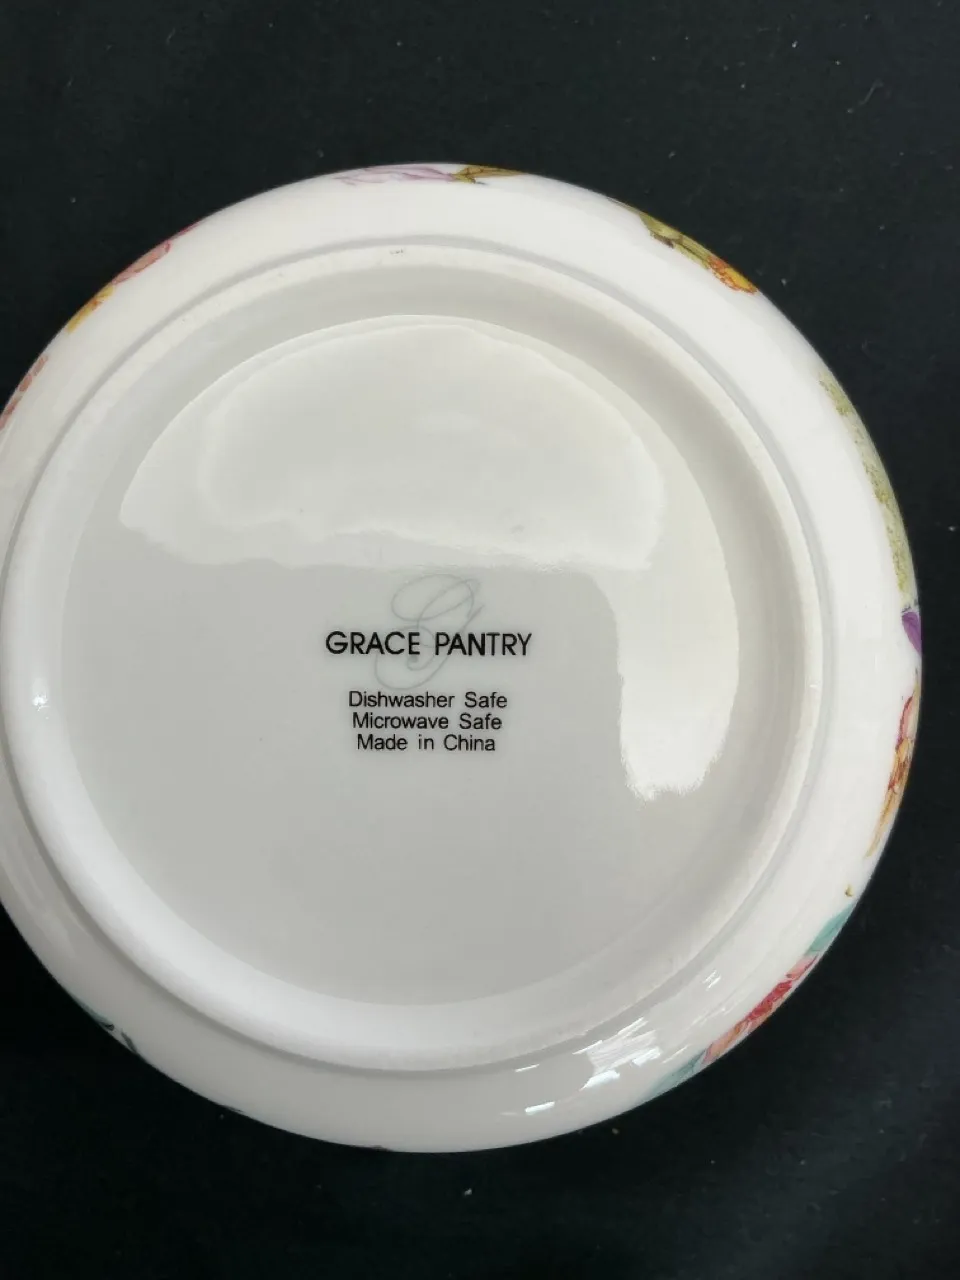 G
GRACE PANTRY
Dishwasher Safe
Microwave Safe
Made in China